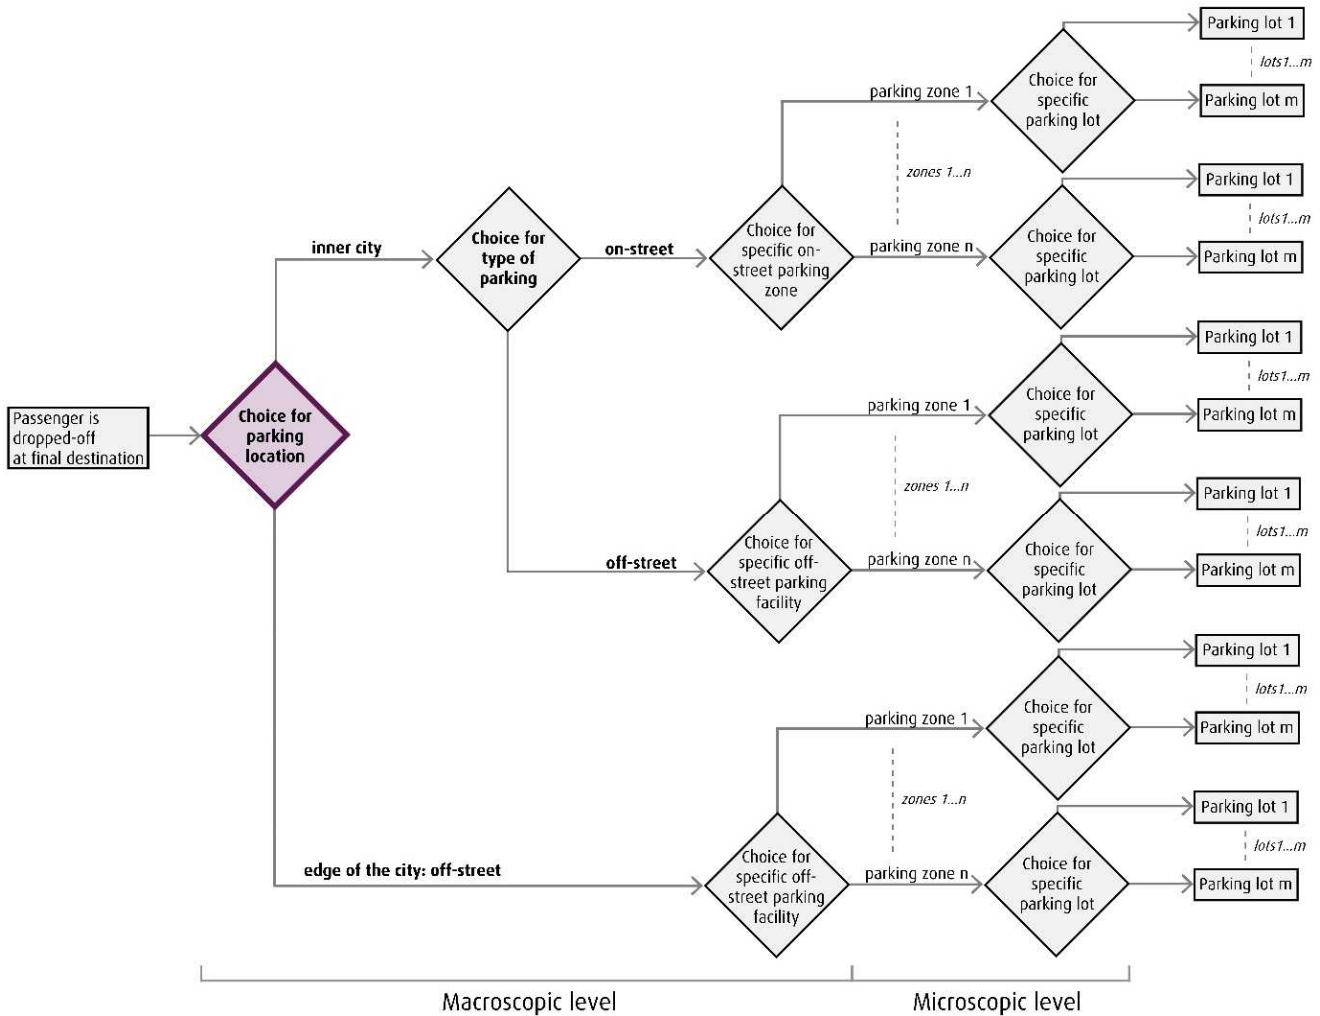 Parking lot 1
lots1...m
Parking lot m
parking zone 1
Choice for
specific
parking lot
zones 1...n
Parking lot 1
lots1...m
Parking lot m
parking zone n
Choice for
specific
parking lot
inner city
Choice for
type of
parking
on-street
Choice for
specific on-
street parking
zone
Passenger is
dropped-off
at final destination
Choice for
parking
location
Parking lot 1
lots1...m
Parking lot m
parking zone 1
Choice for
specific
parking lot
zones 1...n
Parking lot 1
lots1...m
Parking lot m
off-street
Choice for
specific off-
street parking
facility
parking zone n
Choice for
specific
parking lot
Parking lot 1
lots1...m
Parking lot m
parking zone 1
Choice for
specific
parking lot
zones 1...n
Parking lot 1
lots1...m
Parking lot m
edge of the city: off-street
Choice for
specific off-
street parking
facility
parking zone n
Choice for
specific
parking lot
Macroscopic level
Microscopic level